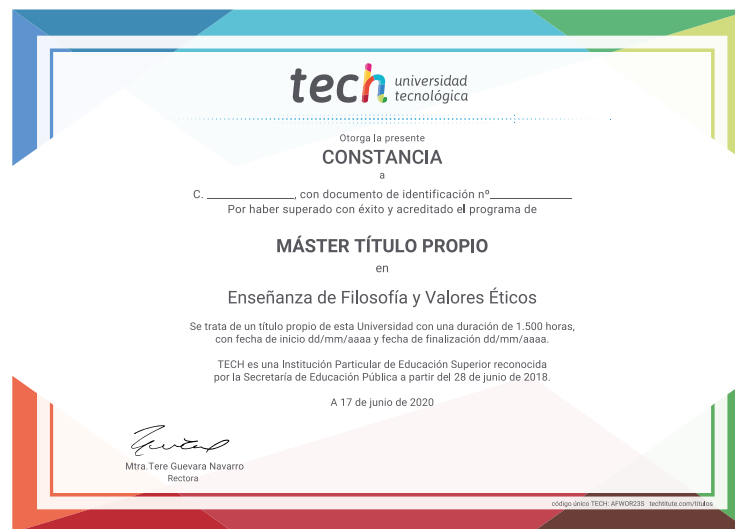 tech universidad
tecnológica
Otorga la presente
CONSTANCIA
a
C. ________________, con documento de identificación nº______________
Por haber superado con éxito y acreditado el programa de
MÁSTER TÍTULO PROPIO
en
Enseñanza de Filosofía y Valores Éticos
Se trata de un título propio de esta Universidad con una duración de 1.500 horas,
con fecha de inicio dd/mm/aaaa y fecha de finalización dd/mm/aaaa.
TECH es una Institución Particular de Educación Superior reconocida
por la Secretaría de Educación Pública a partir del 28 de junio de 2018.
A 17 de junio de 2020
Mtra.Tere Guevara Navarro
Rectora
código único TECH: AFWOR23S techtitute.com/títulos